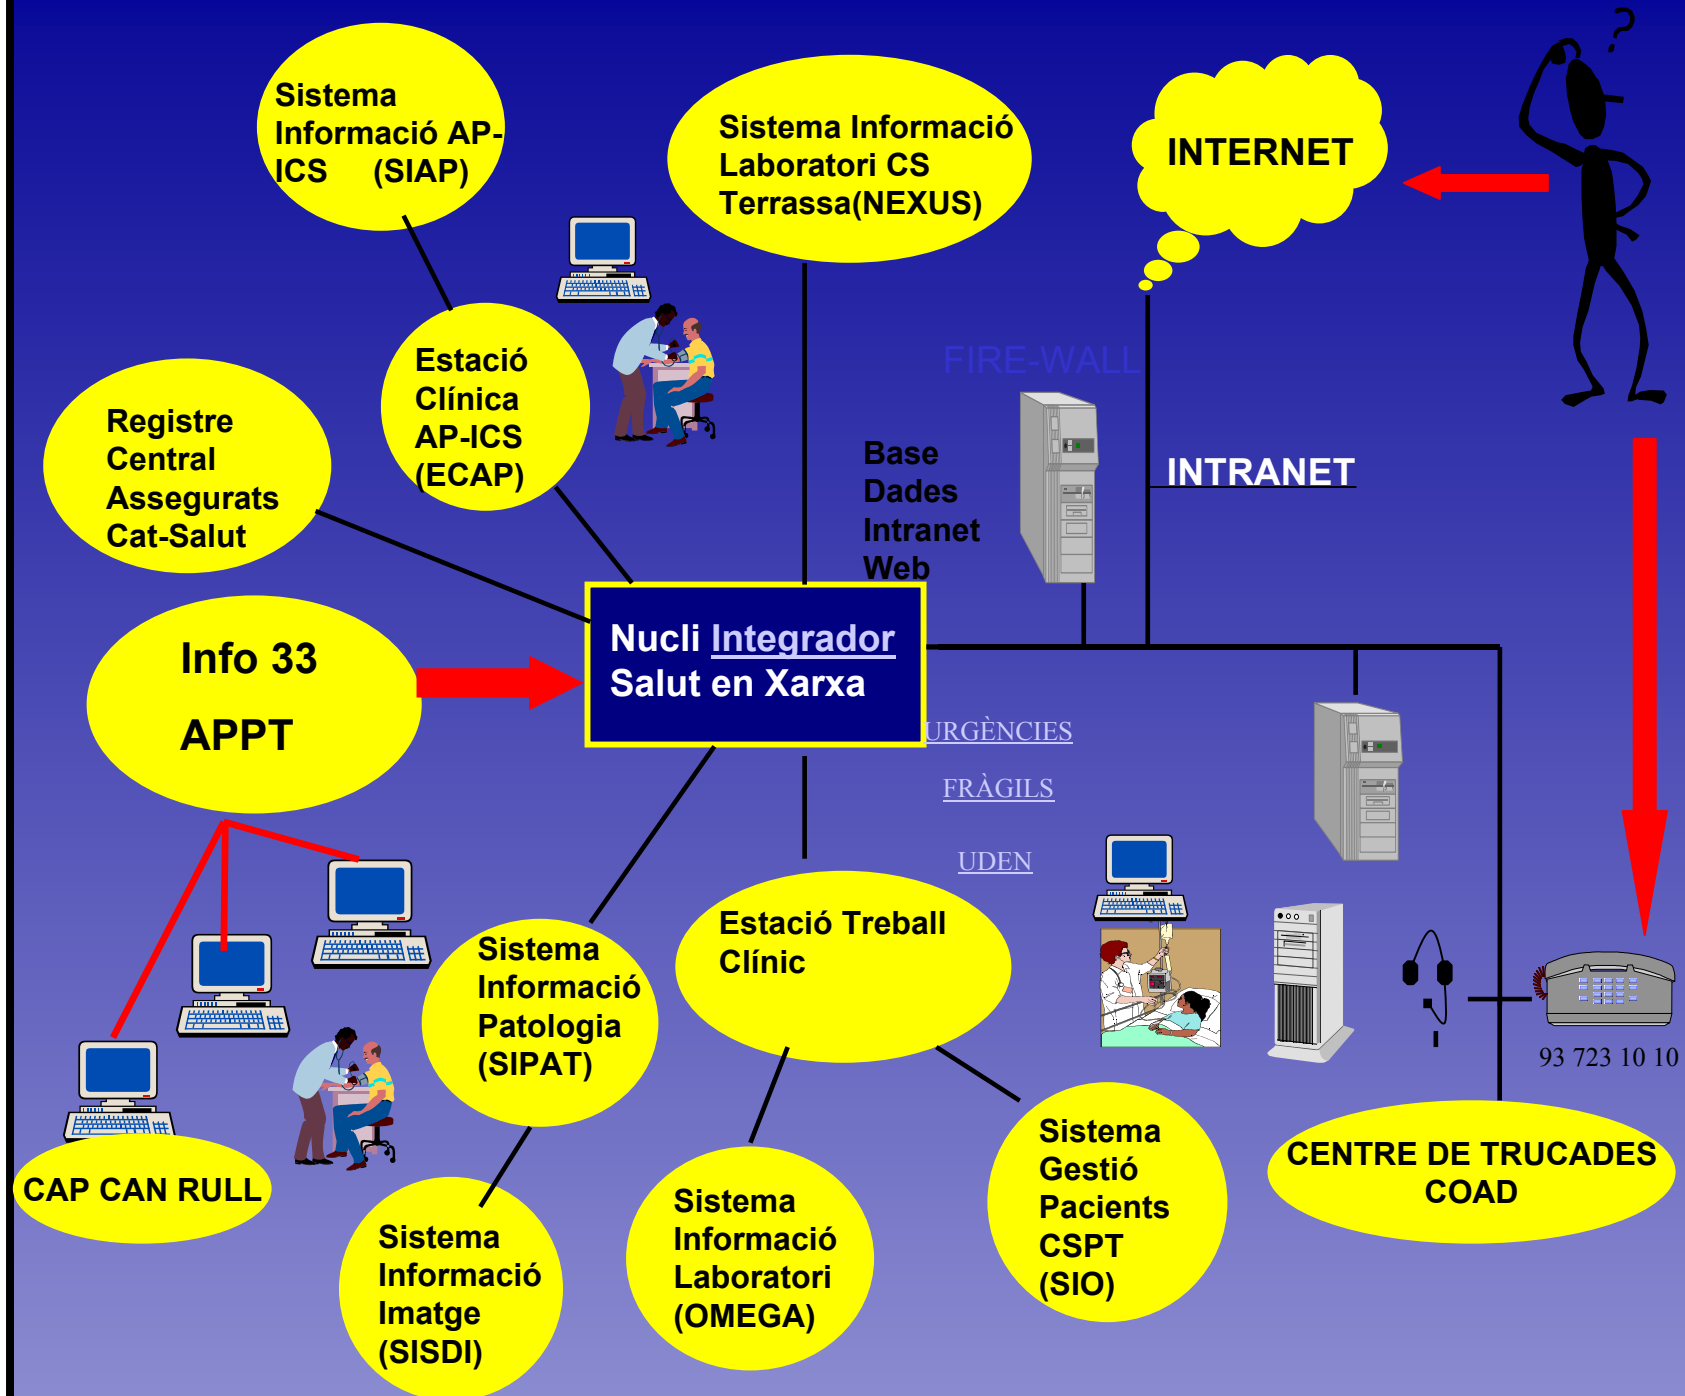 Sistema
Informació AP-
ICS (SIAP)
Sistema Informació
Laboratori CS
Terrassa(NEXUS)
INTERNET
?
Estació
Clínica
AP-ICS
(ECAP)
FIRE-WALL
Registre
Central
Assegurats
Cat-Salut
Base
Dades
Intranet
Web
INTRANET
Info 33
APPT
Nucli Integrador
Salut en Xarxa
URGÈNCIES
FRÀGILS
UDEN
Sistema
Informació
Patologia
(SIPAT)
Estació Treball
Clínic
93 723 10 10
CAP CAN RULL
Sistema
Informació
Imatge
(SISDI)
Sistema
Informació
Laboratori
(OMEGA)
Sistema
Gestió
Pacients
CSPT
(SIO)
CENTRE DE TRUCADES
COAD